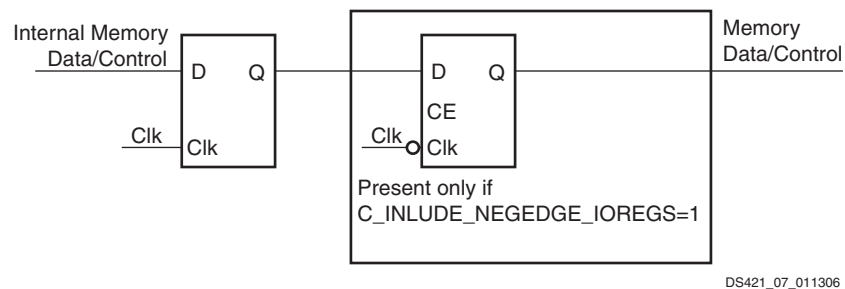 Internal Memory
Data/Control
D Q
Clk
Clk
D Q
CE
Clk
Clk
Present only if
C_INLUDE_NEGEDGE_IOREGS=1
Memory
Data/Control
DS421_07_011306